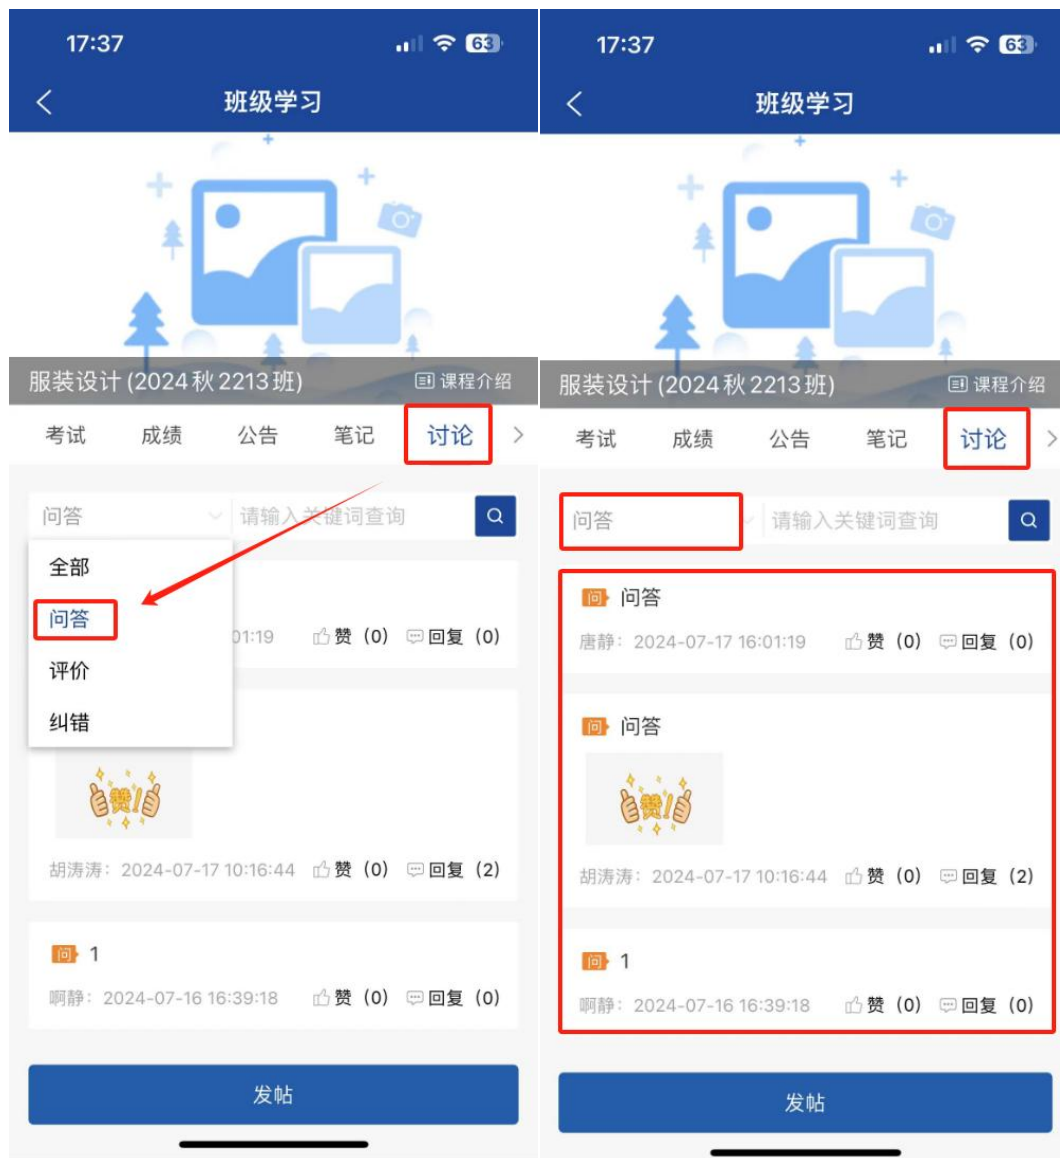 17:37
63
班级学习
服装设计 (2024秋2213班)
课程介绍
考试 成绩 公告 笔记 讨论
问答
请输入关键词查询
全部
问答
评价
纠错
01:19 赞 (0) 回复 (0)
赞!
胡涛涛: 2024-07-17 10:16:44 赞 (0) 回复 (2)
问 1
啊静: 2024-07-16 16:39:18 赞 (0) 回复 (0)
发帖
17:37
63
班级学习
服装设计 (2024秋2213班)
课程介绍
考试 成绩 公告 笔记 讨论
问答
请输入关键词查询
问 问答
唐静: 2024-07-17 16:01:19 赞 (0) 回复 (0)
问 问答
赞!
胡涛涛: 2024-07-17 10:16:44 赞 (0) 回复 (2)
问 1
啊静: 2024-07-16 16:39:18 赞 (0) 回复 (0)
发帖